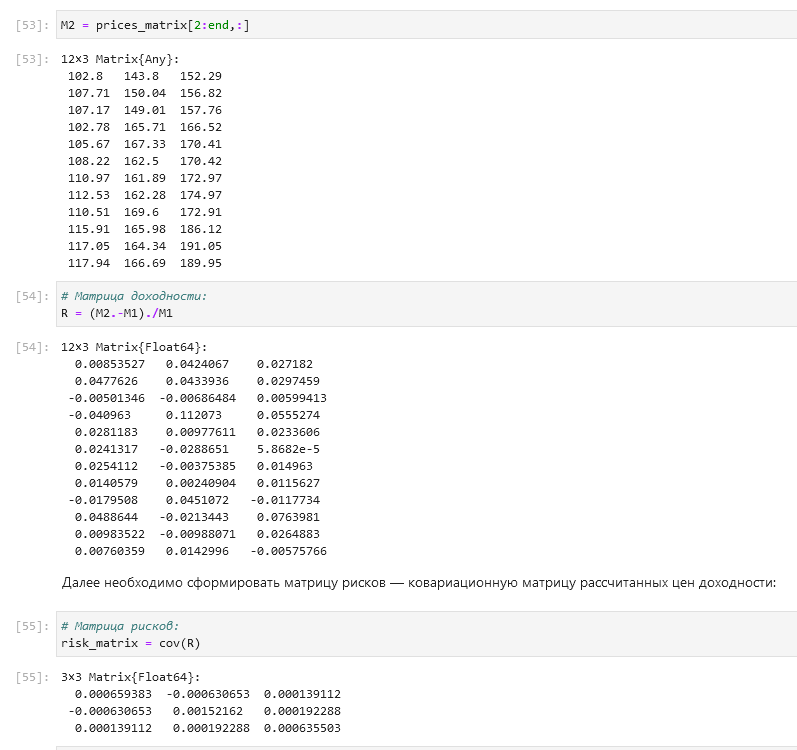 [53]: M2 = prices_matrix[2:end,:]
[53]: 12×3 Matrix{Any}:
102.8 143.8 152.29
107.71 150.04 156.82
107.17 149.01 157.76
102.78 165.71 166.52
105.67 167.33 170.41
108.22 162.5 170.42
110.97 161.89 172.97
112.53 162.28 174.97
110.51 169.6 172.91
115.91 165.98 186.12
117.05 164.34 191.05
117.94 166.69 189.95
[54]: # Матрица доходности:
R = (M2.-M1)./M1
[54]: 12×3 Matrix{Float64}:
0.00853527 0.0424067 0.027182
0.0477626 0.0433936 0.0297459
-0.00501346 -0.00686484 0.00599413
-0.040963 0.112073 0.0555274
0.0281183 0.00977611 0.0233606
0.0241317 -0.0288651 5.8682e-5
0.0254112 -0.00375385 0.014963
0.0140579 0.00240904 0.0115627
-0.0179508 0.0451072 -0.0117734
0.0488644 -0.0213443 0.0763981
0.00983522 -0.00988071 0.0264883
0.00760359 0.0142996 -0.00575766
Далее необходимо сформировать матрицу рисков — ковариационную матрицу рассчитанных цен доходности:
[55]: # Матрица рисков:
risk_matrix = cov(R)
[55]: 3×3 Matrix{Float64}:
0.000659383 -0.000630653 0.000139112
-0.000630653 0.00152162 0.000192288
0.000139112 0.000192288 0.000635503